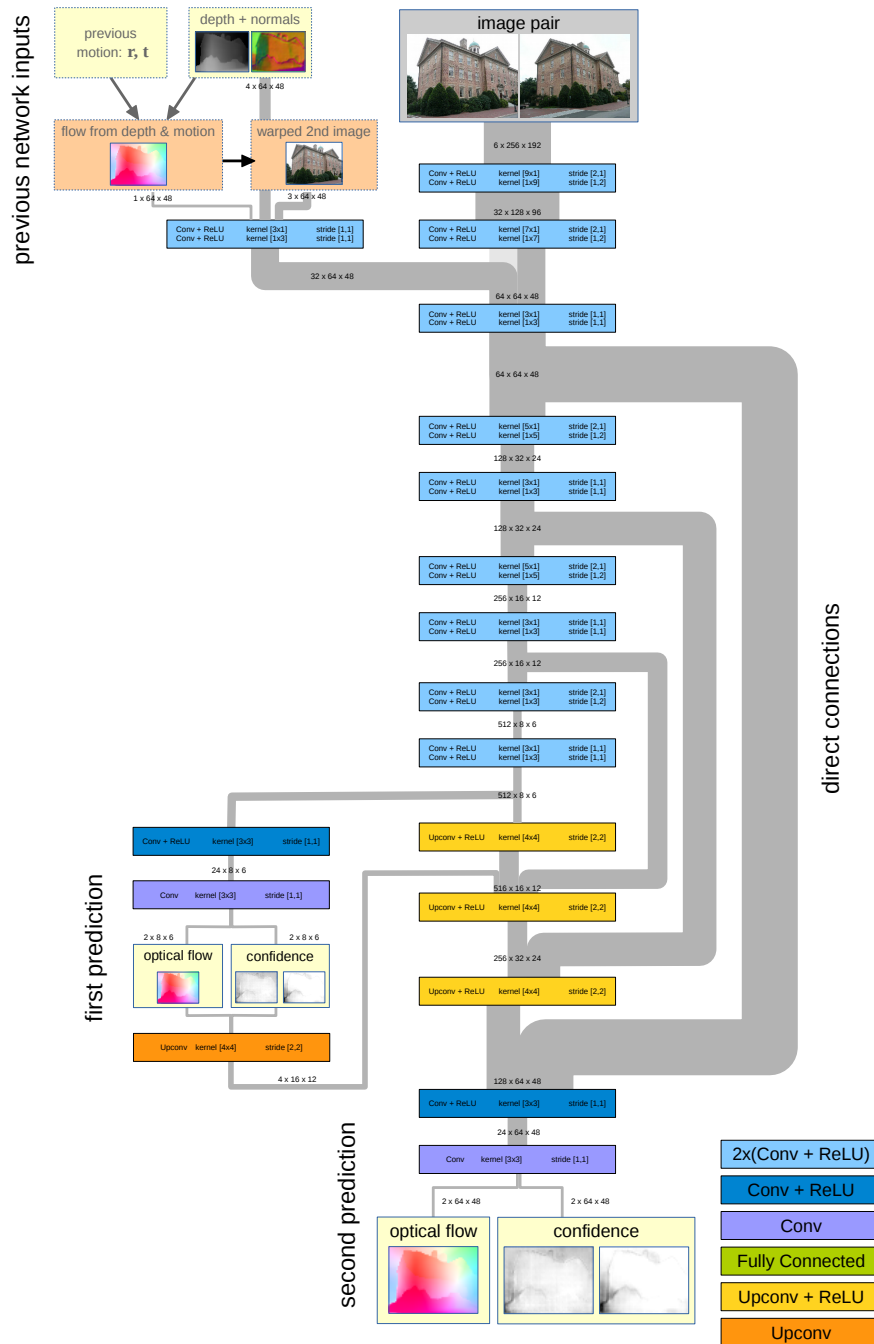 previous network inputs
previous
motion: r, t
depth + normals
4 x 64 x 48
flow from depth & motion
warped 2nd image
1 x 64 x 48
3 x 64 x 48
Conv + ReLU kernel [3x1] stride [1,1]
Conv + ReLU kernel [1x3] stride [1,1]
32 x 64 x 48
image pair
6 x 256 x 192
Conv + ReLU kernel [9x1] stride [2,1]
Conv + ReLU kernel [1x9] stride [1,2]
32 x 128 x 96
Conv + ReLU kernel [7x1] stride [2,1]
Conv + ReLU kernel [1x7] stride [1,2]
64 x 64 x 48
Conv + ReLU kernel [3x1] stride [1,1]
Conv + ReLU kernel [1x3] stride [1,1]
64 x 64 x 48
Conv + ReLU kernel [5x1] stride [2,1]
Conv + ReLU kernel [1x5] stride [1,2]
128 x 32 x 24
Conv + ReLU kernel [3x1] stride [1,1]
Conv + ReLU kernel [1x3] stride [1,1]
128 x 32 x 24
Conv + ReLU kernel [5x1] stride [2,1]
Conv + ReLU kernel [1x5] stride [1,2]
256 x 16 x 12
Conv + ReLU kernel [3x1] stride [1,1]
Conv + ReLU kernel [1x3] stride [1,1]
256 x 16 x 12
Conv + ReLU kernel [3x1] stride [2,1]
Conv + ReLU kernel [1x3] stride [1,2]
512 x 8 x 6
Conv + ReLU kernel [3x1] stride [1,1]
Conv + ReLU kernel [1x3] stride [1,1]
512 x 8 x 6
direct connections
first prediction
Conv + ReLU kernel [3x3] stride [1,1]
24 x 8 x 6
Conv kernel [3x3] stride [1,1]
2 x 8 x 6
2 x 8 x 6
optical flow
confidence
Upconv kernel [4x4] stride [2,2]
4 x 16 x 12
Upconv + ReLU kernel [4x4] stride [2,2]
516 x 16 x 12
Upconv + ReLU kernel [4x4] stride [2,2]
256 x 32 x 24
Upconv + ReLU kernel [4x4] stride [2,2]
128 x 64 x 48
second prediction
Conv + ReLU kernel [3x3] stride [1,1]
24 x 64 x 48
Conv kernel [3x3] stride [1,1]
2 x 64 x 48
2 x 64 x 48
optical flow
confidence
2x(Conv + ReLU)
Conv + ReLU
Conv
Fully Connected
Upconv + ReLU
Upconv